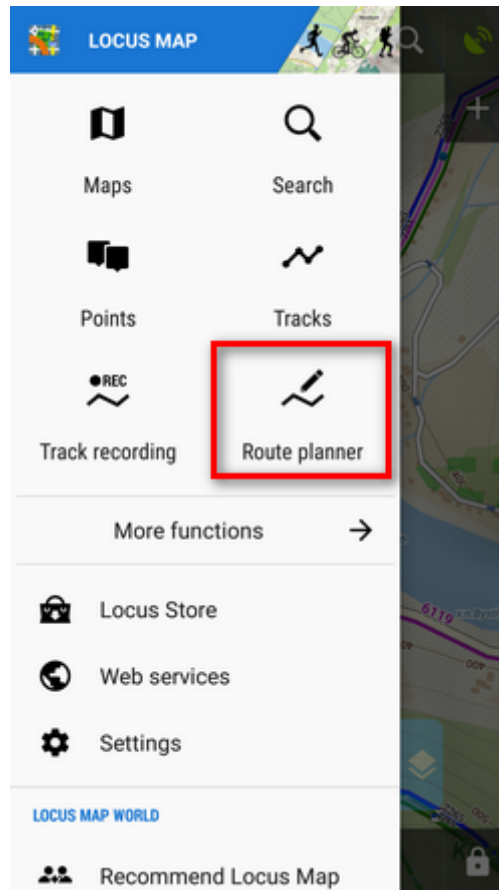 LOCUS MAP
Maps
Search
Points
Tracks
REC
Track recording
Route planner
More functions
Locus Store
Web services
Settings
6119
LOCUS MAP WORLD
Recommend Locus Map